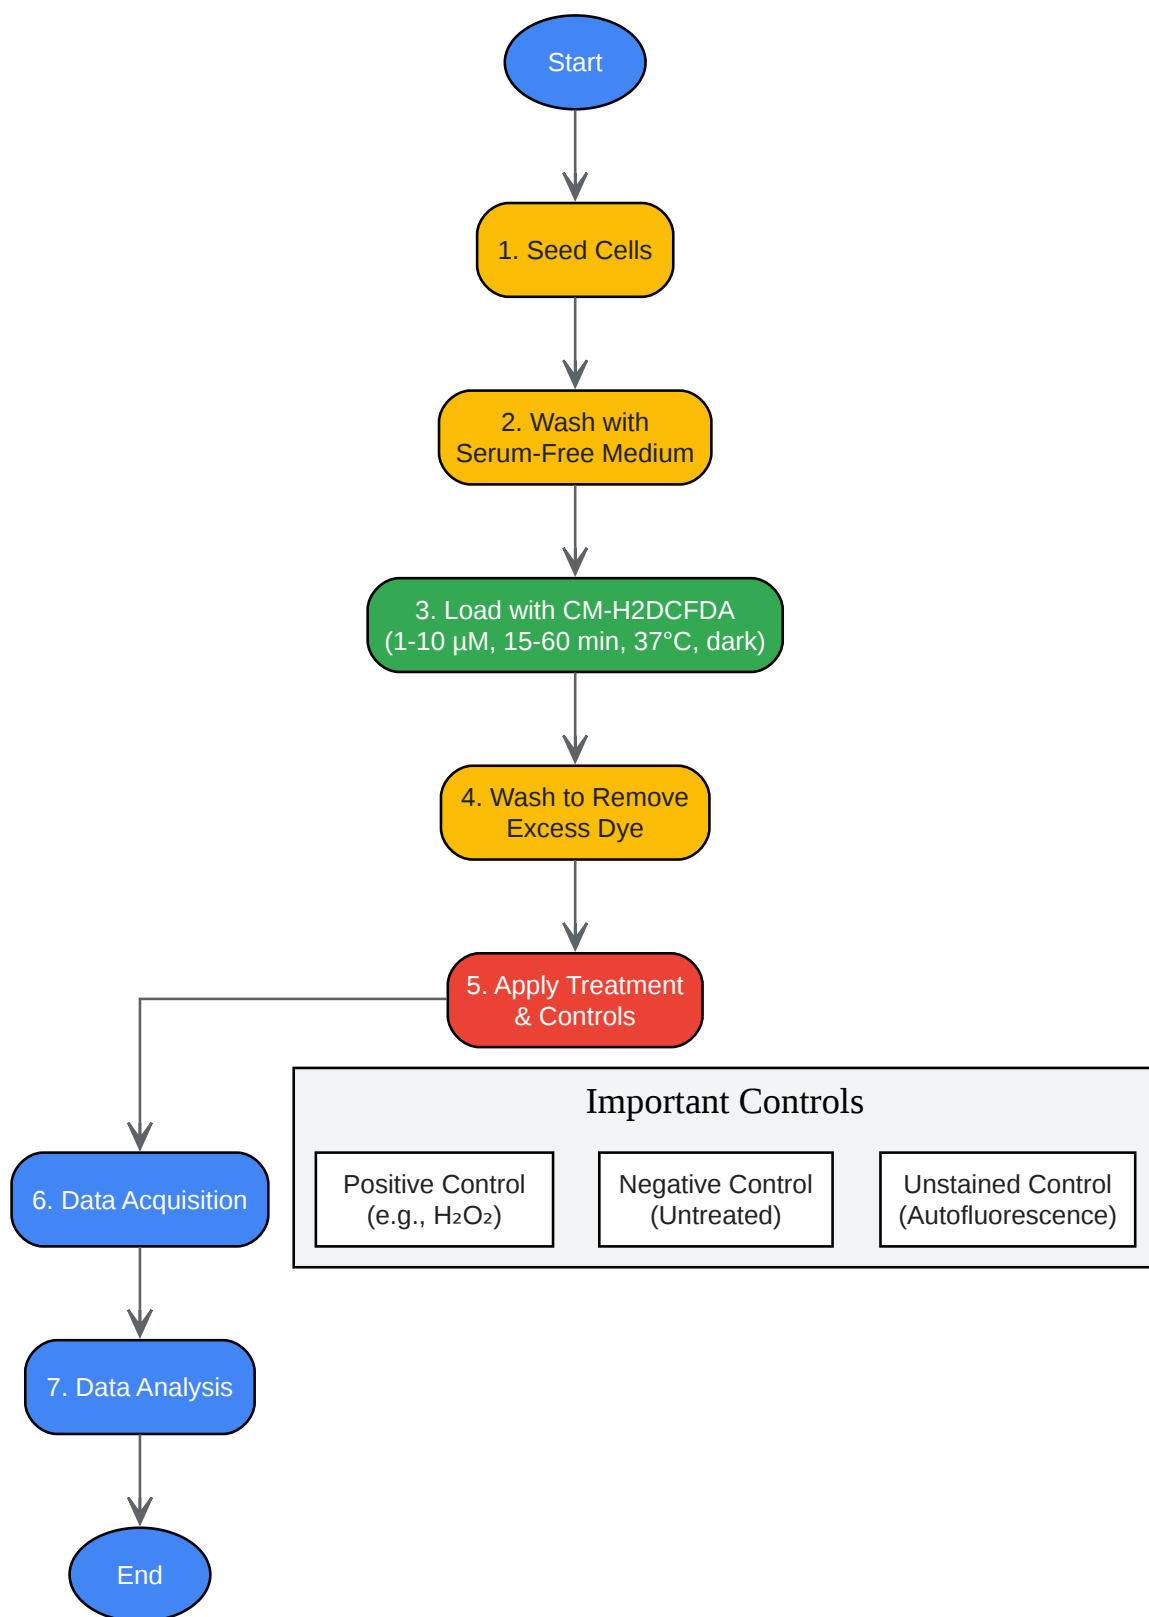 Start
1. Seed Cells
2. Wash with
Serum-Free Medium
3. Load with CM-H2DCFDA
(1-10 µM, 15-60 min, 37°C, dark)
4. Wash to Remove
Excess Dye
5. Apply Treatment
& Controls
Important Controls
Positive Control
(e.g., H₂O₂)
Negative Control
(Untreated)
Unstained Control
(Autofluorescence)
6. Data Acquisition
7. Data Analysis
End